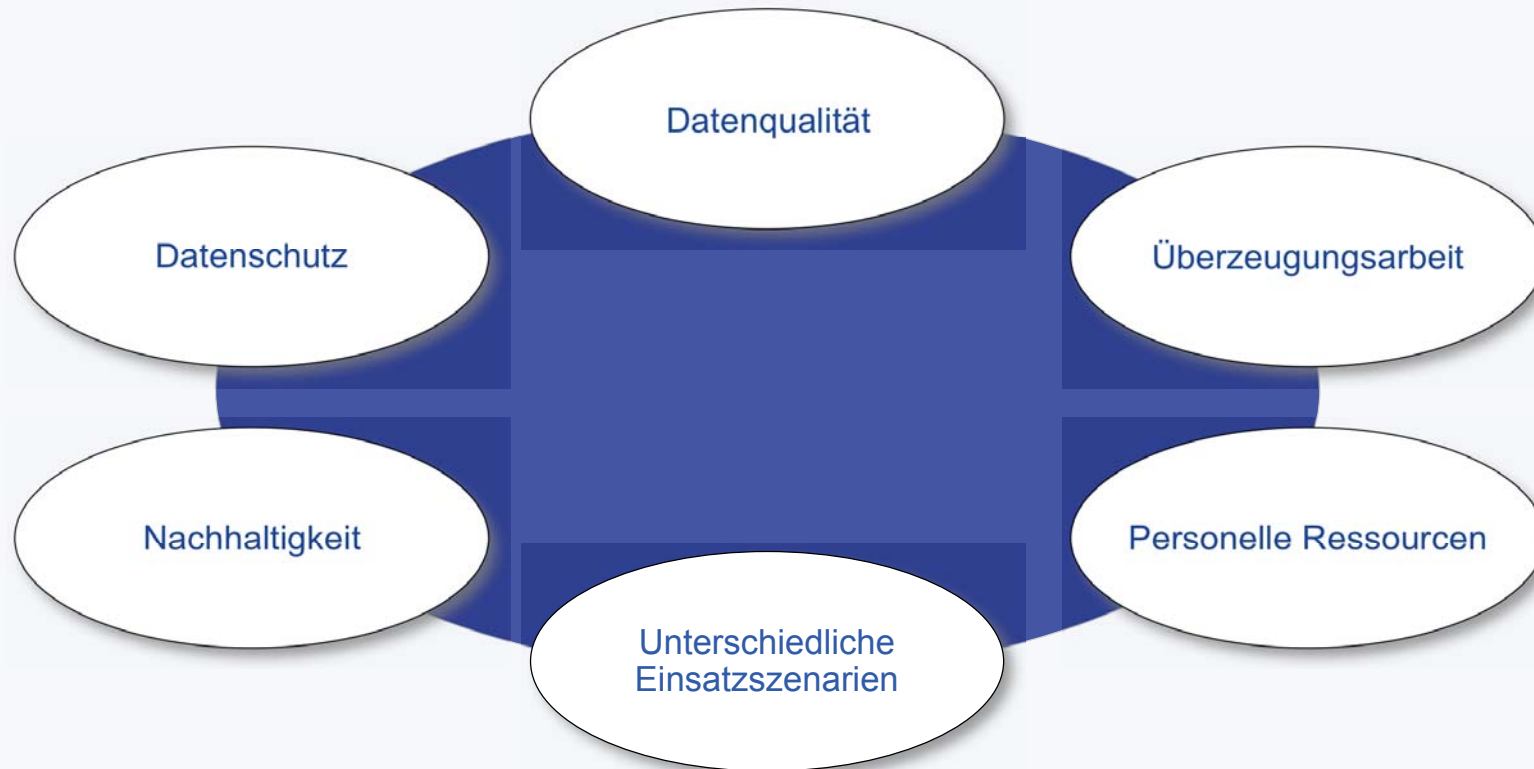 Datenqualität
Datenschutz
Überzeugungsarbeit
Nachhaltigkeit
Personelle Ressourcen
Unterschiedliche
Einsatzszenarien